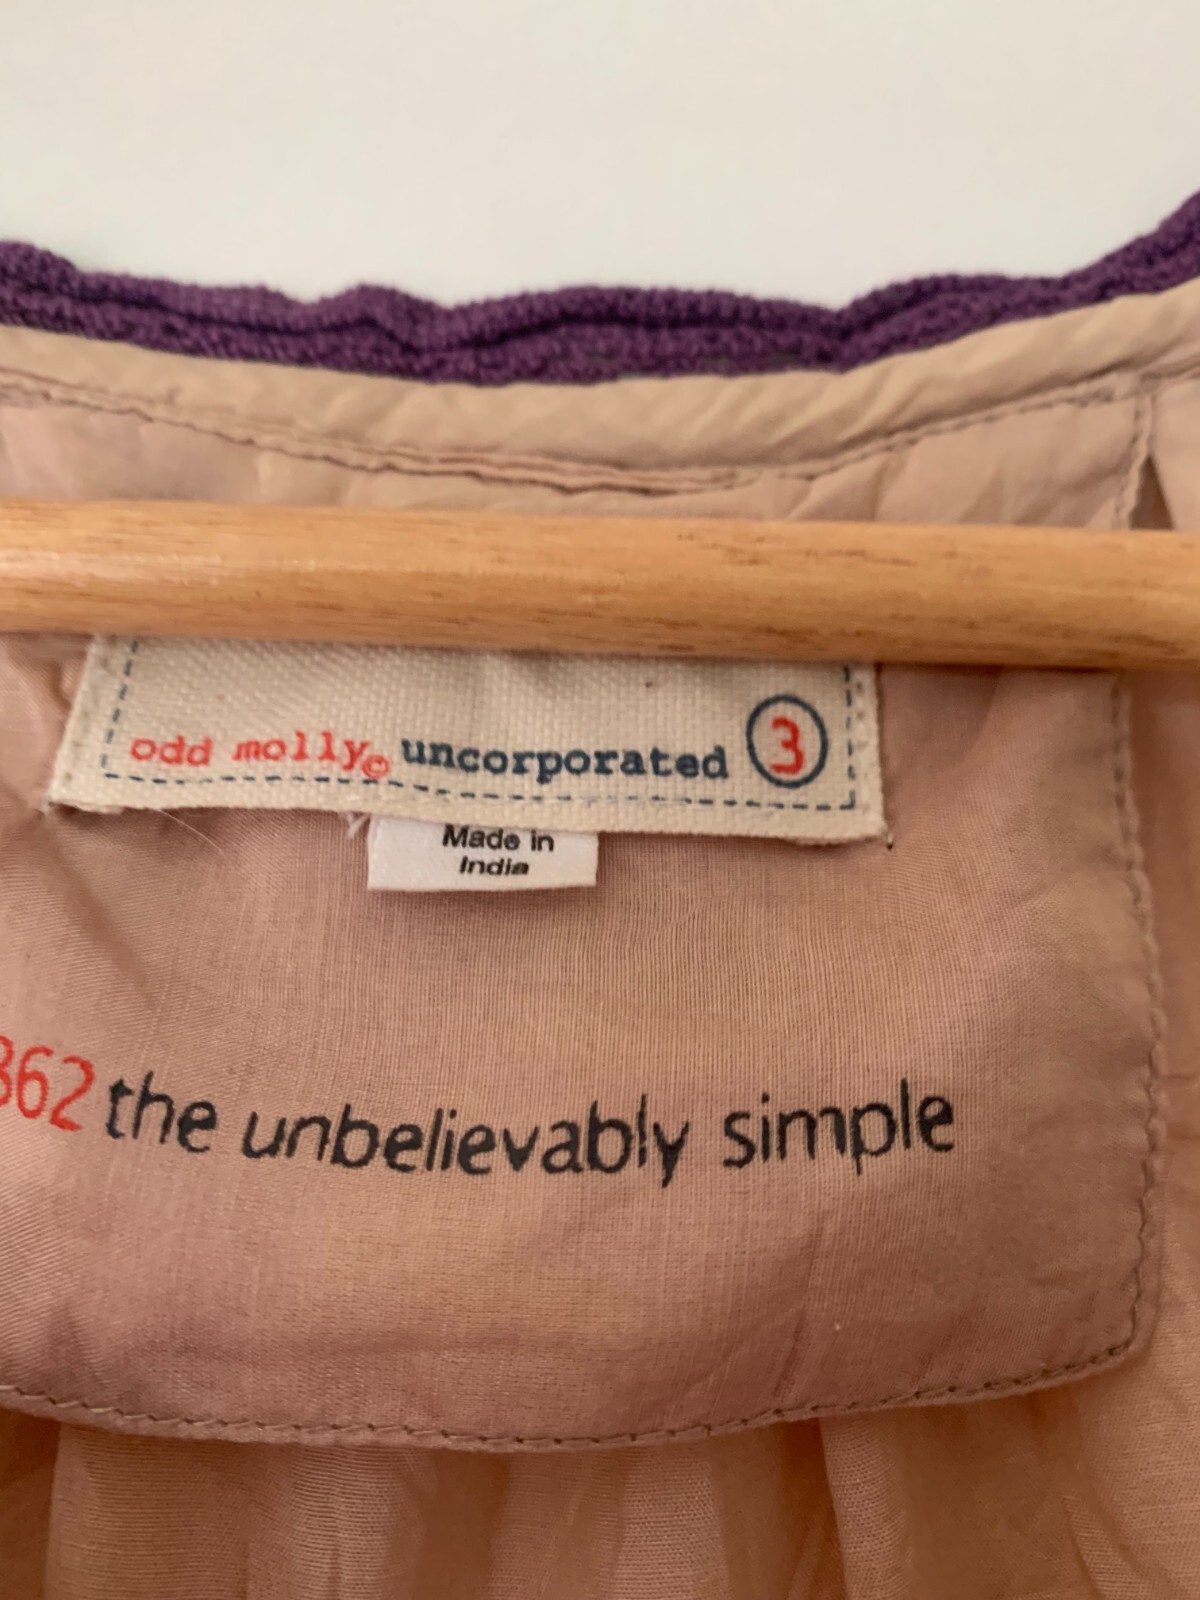 odd molly© uncorporated 3
Made in
India
362 the unbelievably simple